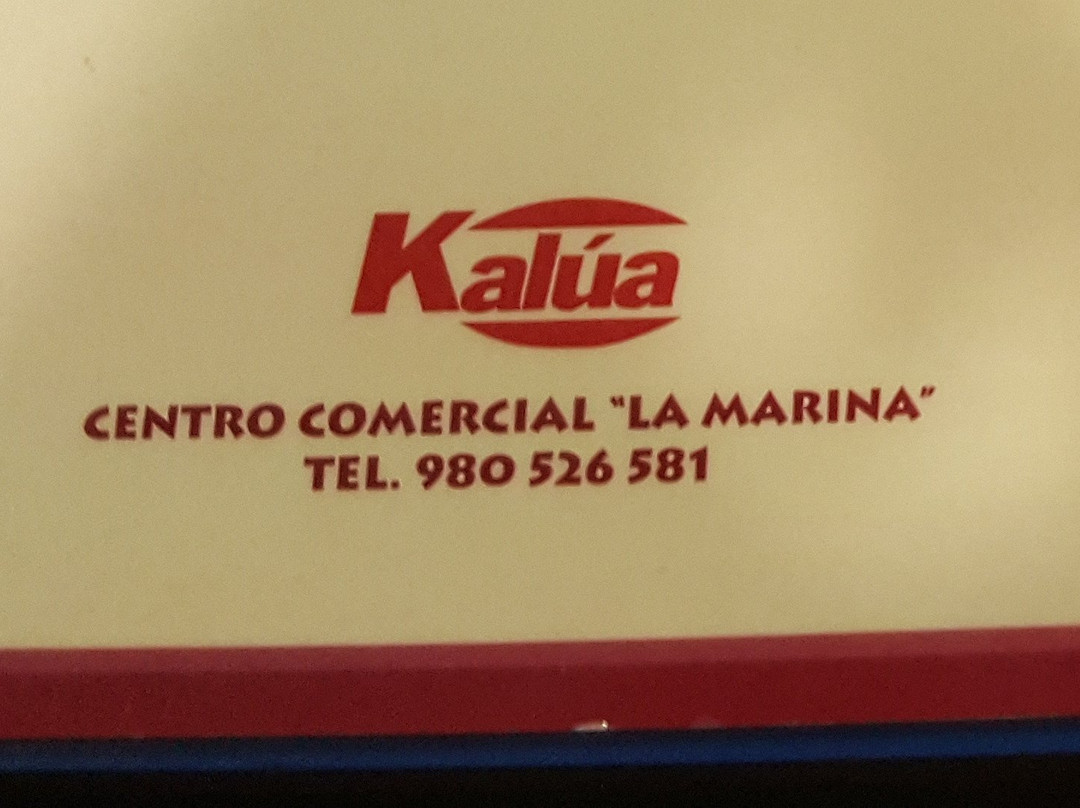 Kalúa
CENTRO COMERCIAL "LA MARINA"
TEL. 980 526 581